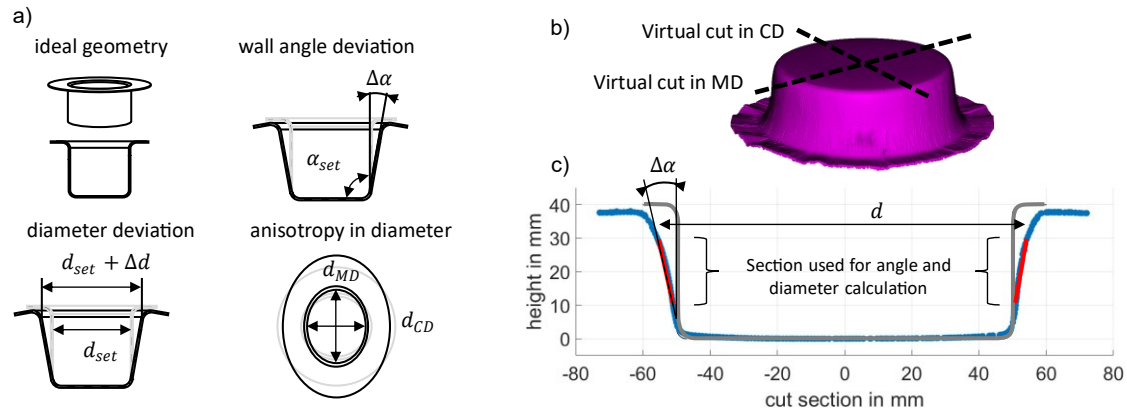 a)
ideal geometry
wall angle deviation
Δα
α_set
diameter deviation
d_set + Δd
d_set
anisotropy in diameter
d_MD
d_CD
b)
Virtual cut in CD
Virtual cut in MD
c)
Δα
d
Section used for angle and
diameter calculation
height in mm
40
30
20
10
0
-80 -60 -40 -20 0 20 40 60 80
cut section in mm